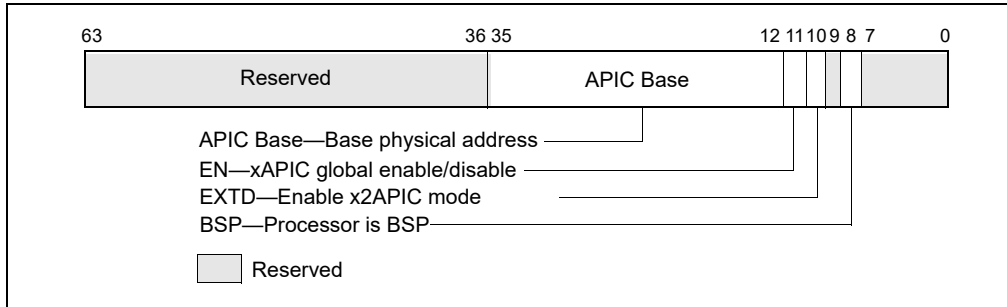 63 36 35 12 11 10 9 8 7 0
Reserved APIC Base
APIC Base—Base physical address
EN—xAPIC global enable/disable
EXTD—Enable x2APIC mode
BSP—Processor is BSP
Reserved